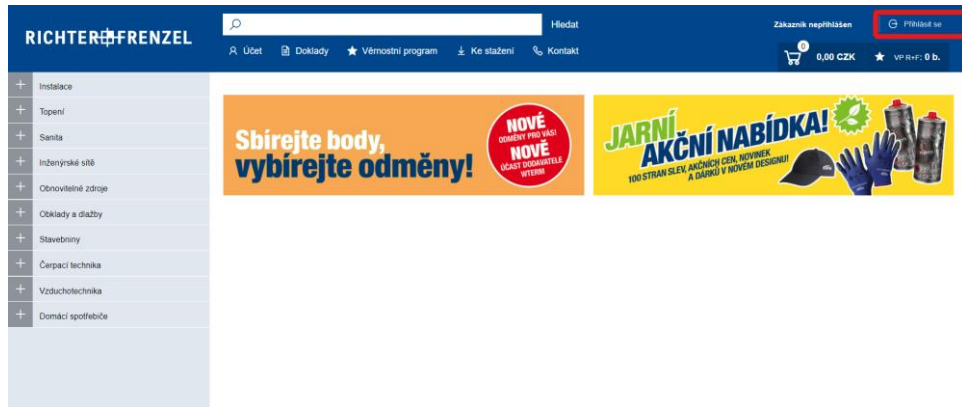 RICHTER+FRENZEL
Hledat
Zákazník nepřihlášen
Přihlásit se
Účet
Doklady
Věrnostní program
Ke stažení
Kontakt
0
0,00 CZK
VP R+F: 0 b.
Instalace
Topení
Sanita
Inženýrské sítě
Obnovitelné zdroje
Obklady a dlažby
Stavebniny
Čerpací technika
Vzduchotechnika
Domácí spotřebiče
Sbírejte body,
vybírejte odměny!
NOVÉ
ODMĚNY PRO VÁS!
NOVĚ
ÚČAST DODAVATELE
WTERM
JARNÍ
AKČNÍ NABÍDKA!
100 STRAN SLEV, AKČNÍCH CEN, NOVINEK
A DÁRKŮ V NOVÉM DESIGNU!